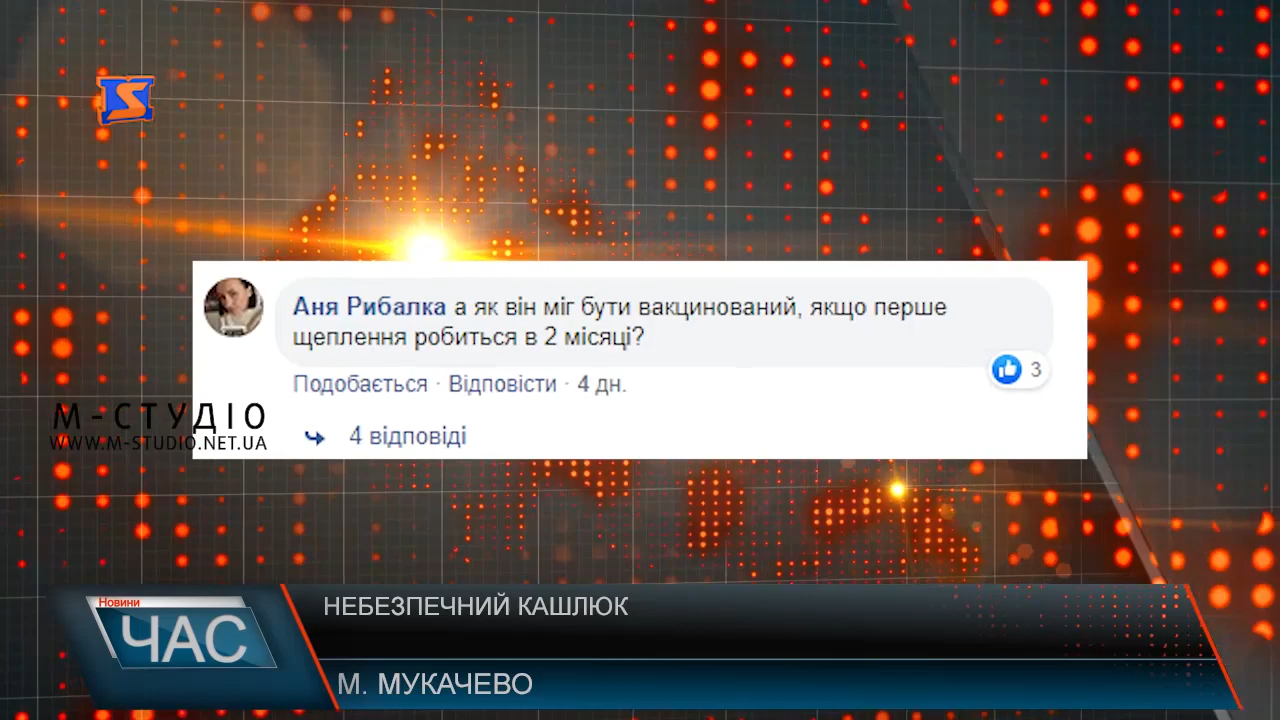 Аня Рибалка а як він міг бути вакцинований, якщо перше
щеплення робиться в 2 місяці?
3
Подобається · Відповісти · 4 дн.
4 відповіді
М-СТУДІО
WWW.M-STUDIO.NET.UA
Новини
ЧАС
НЕБЕЗПЕЧНИЙ КАШЛЮК
М. МУКАЧЕВО